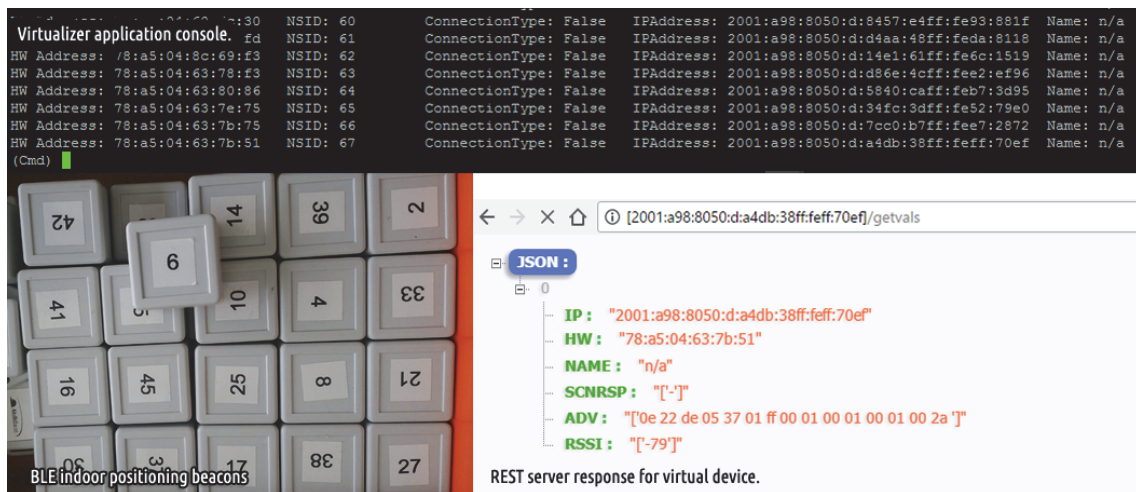 :30 NSID: 60 ConnectionType: False IPAddress: 2001:a98:8050:d:8457:e4ff:fe93:881f Name: n/a
Virtualizer application console.
fd NSID: 61 ConnectionType: False IPAddress: 2001:a98:8050:d:d4aa:48ff:feda:8118 Name: n/a
HW Address: 78:a5:04:8c:69:f3 NSID: 62 ConnectionType: False IPAddress: 2001:a98:8050:d:14e1:61ff:fe6c:1519 Name: n/a
HW Address: 78:a5:04:63:78:f3 NSID: 63 ConnectionType: False IPAddress: 2001:a98:8050:d:d86e:4cff:fee2:ef96 Name: n/a
HW Address: 78:a5:04:63:80:86 NSID: 64 ConnectionType: False IPAddress: 2001:a98:8050:d:5840:caff:feb7:3d95 Name: n/a
HW Address: 78:a5:04:63:7e:75 NSID: 65 ConnectionType: False IPAddress: 2001:a98:8050:d:34fc:3dff:fe52:79e0 Name: n/a
HW Address: 78:a5:04:63:7b:75 NSID: 66 ConnectionType: False IPAddress: 2001:a98:8050:d:7cc0:b7ff:fee7:2872 Name: n/a
HW Address: 78:a5:04:63:7b:51 NSID: 67 ConnectionType: False IPAddress: 2001:a98:8050:d:a4db:38ff:feff:70ef Name: n/a
(Cmd)
42 14 39 2
9
41 10 4 33
16 45 25 8 17
17 38 27
BLE indoor positioning beacons
[2001:a98:8050:d:a4db:38ff:feff:70ef]/getvals
JSON :
0
IP : "2001:a98:8050:d:a4db:38ff:feff:70ef"
HW : "78:a5:04:63:7b:51"
NAME : "n/a"
SCNRSP : "['-']"
ADV : "['0e 22 de 05 37 01 ff 00 01 00 01 00 01 00 2a ']"
RSSI : "['-79']"
REST server response for virtual device.